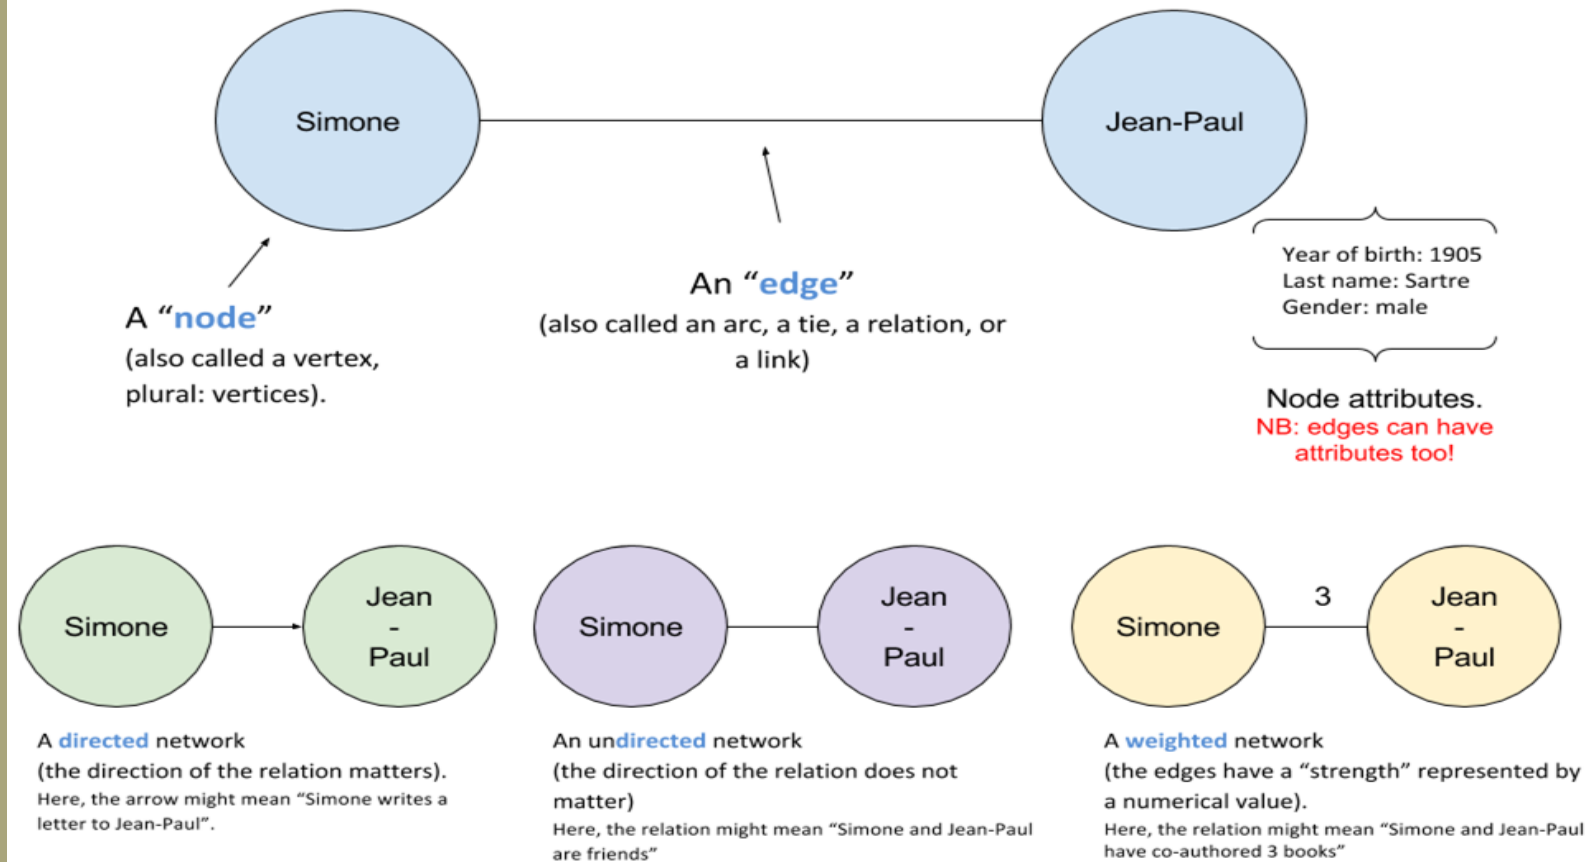 Simone
Jean-Paul
A “node”
(also called a vertex,
plural: vertices).
An “edge”
(also called an arc, a tie, a relation, or
a link)
Year of birth: 1905
Last name: Sartre
Gender: male
Node attributes.
NB: edges can have
attributes too!
Simone
Jean
-
Paul
A directed network
(the direction of the relation matters).
Here, the arrow might mean “Simone writes a
letter to Jean-Paul”.
Simone
Jean
-
Paul
An undirected network
(the direction of the relation does not
matter)
Here, the relation might mean “Simone and Jean-Paul
are friends”
Simone
3
Jean
-
Paul
A weighted network
(the edges have a “strength” represented by
a numerical value).
Here, the relation might mean “Simone and Jean-Paul
have co-authored 3 books”